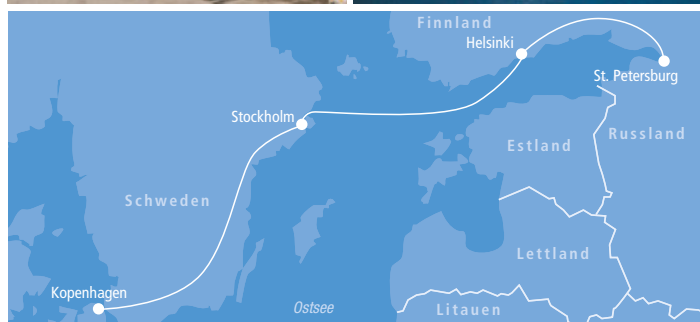 Finnland
Helsinki
St. Petersburg
Stockholm
Estland
Russland
Schweden
Lettland
Kopenhagen
Ostsee
Litauen